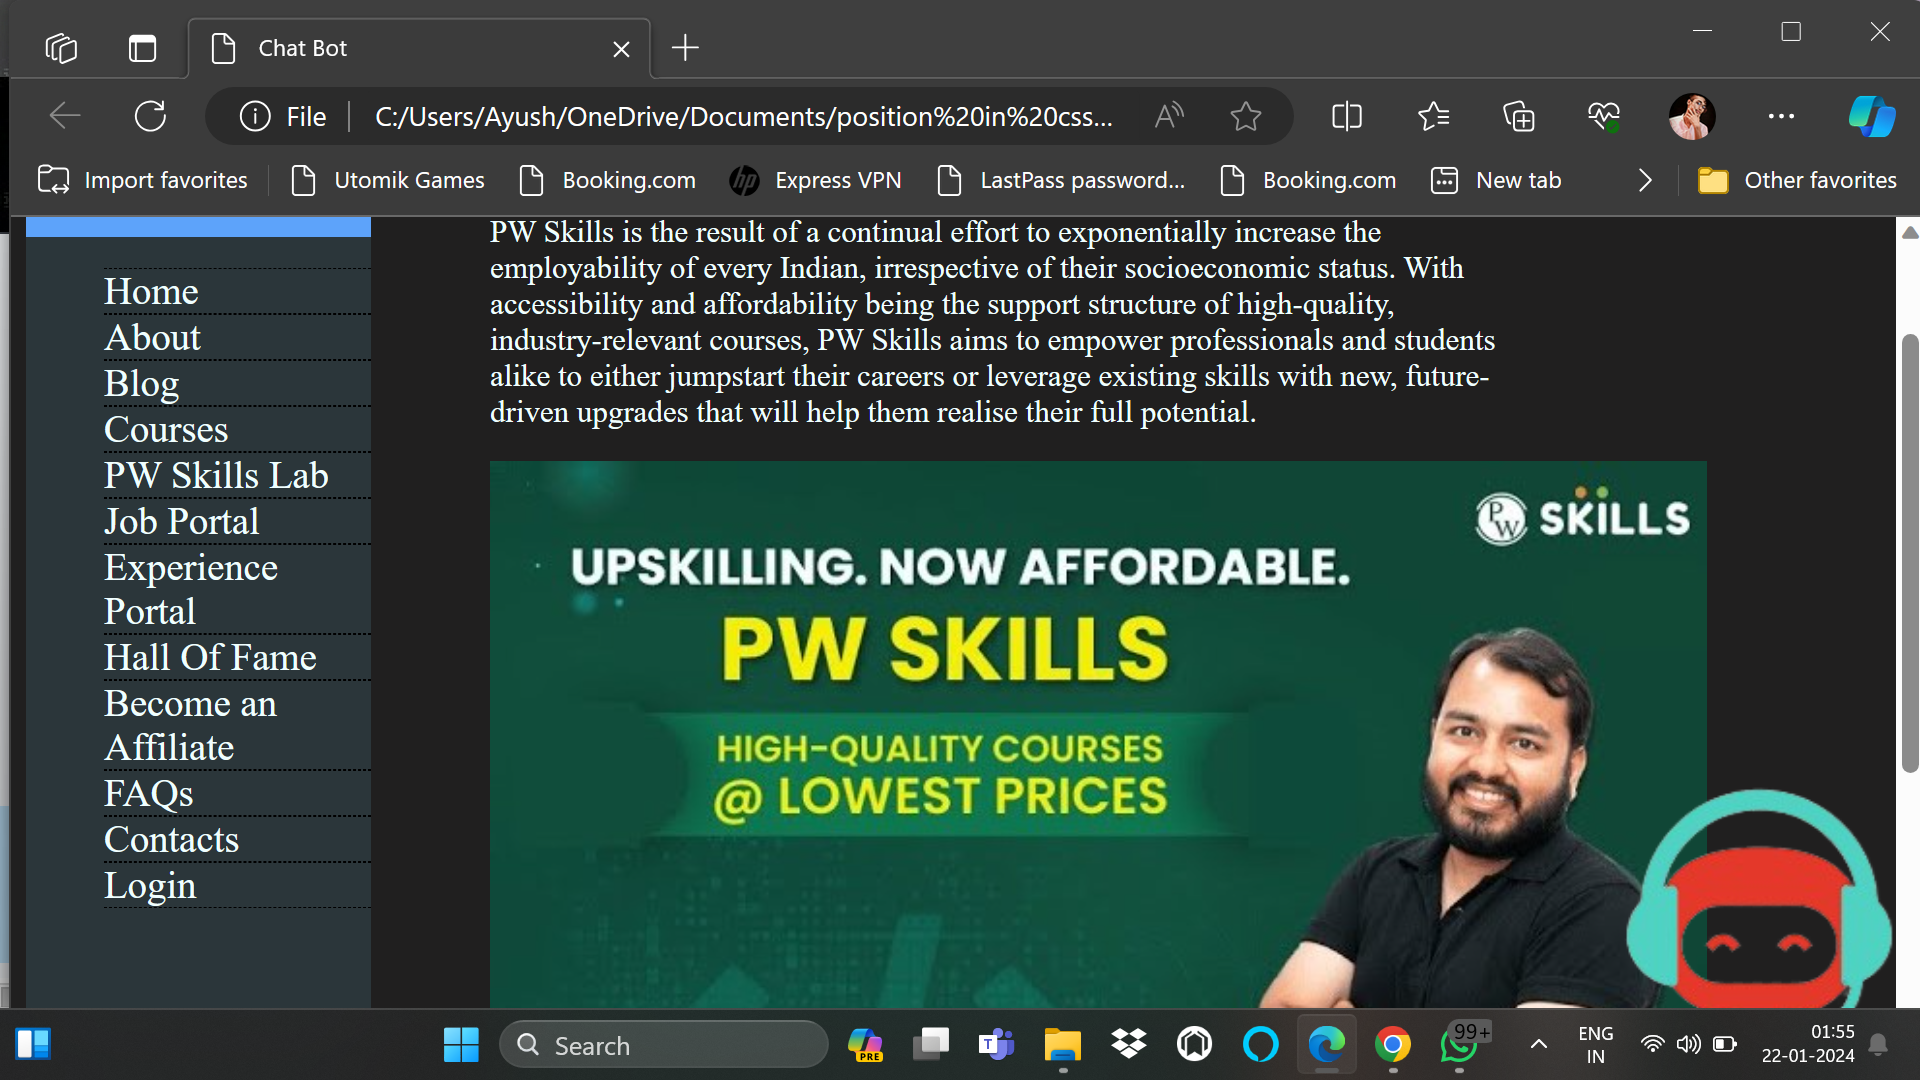 Chat Bot
File
C:/Users/Ayush/OneDrive/Documents/position%20in%20css...
Import favorites
Utomik Games
Booking.com
Express VPN
LastPass password...
Booking.com
New tab
Other favorites
Home
About
Blog
Courses
PW Skills Lab
Job Portal
Experience
Portal
Hall Of Fame
Become an
Affiliate
FAQs
Contacts
Login
PW Skills is the result of a continual effort to exponentially increase the
employability of every Indian, irrespective of their socioeconomic status. With
accessibility and affordability being the support structure of high-quality,
industry-relevant courses, PW Skills aims to empower professionals and students
alike to either jumpstart their careers or leverage existing skills with new, future-
driven upgrades that will help them realise their full potential.
PW SKILLS
UPSKILLING. NOW AFFORDABLE.
PW SKILLS
HIGH-QUALITY COURSES
@ LOWEST PRICES
Search
PRE
T
99+
ENG
IN
01:55
22-01-2024
hp